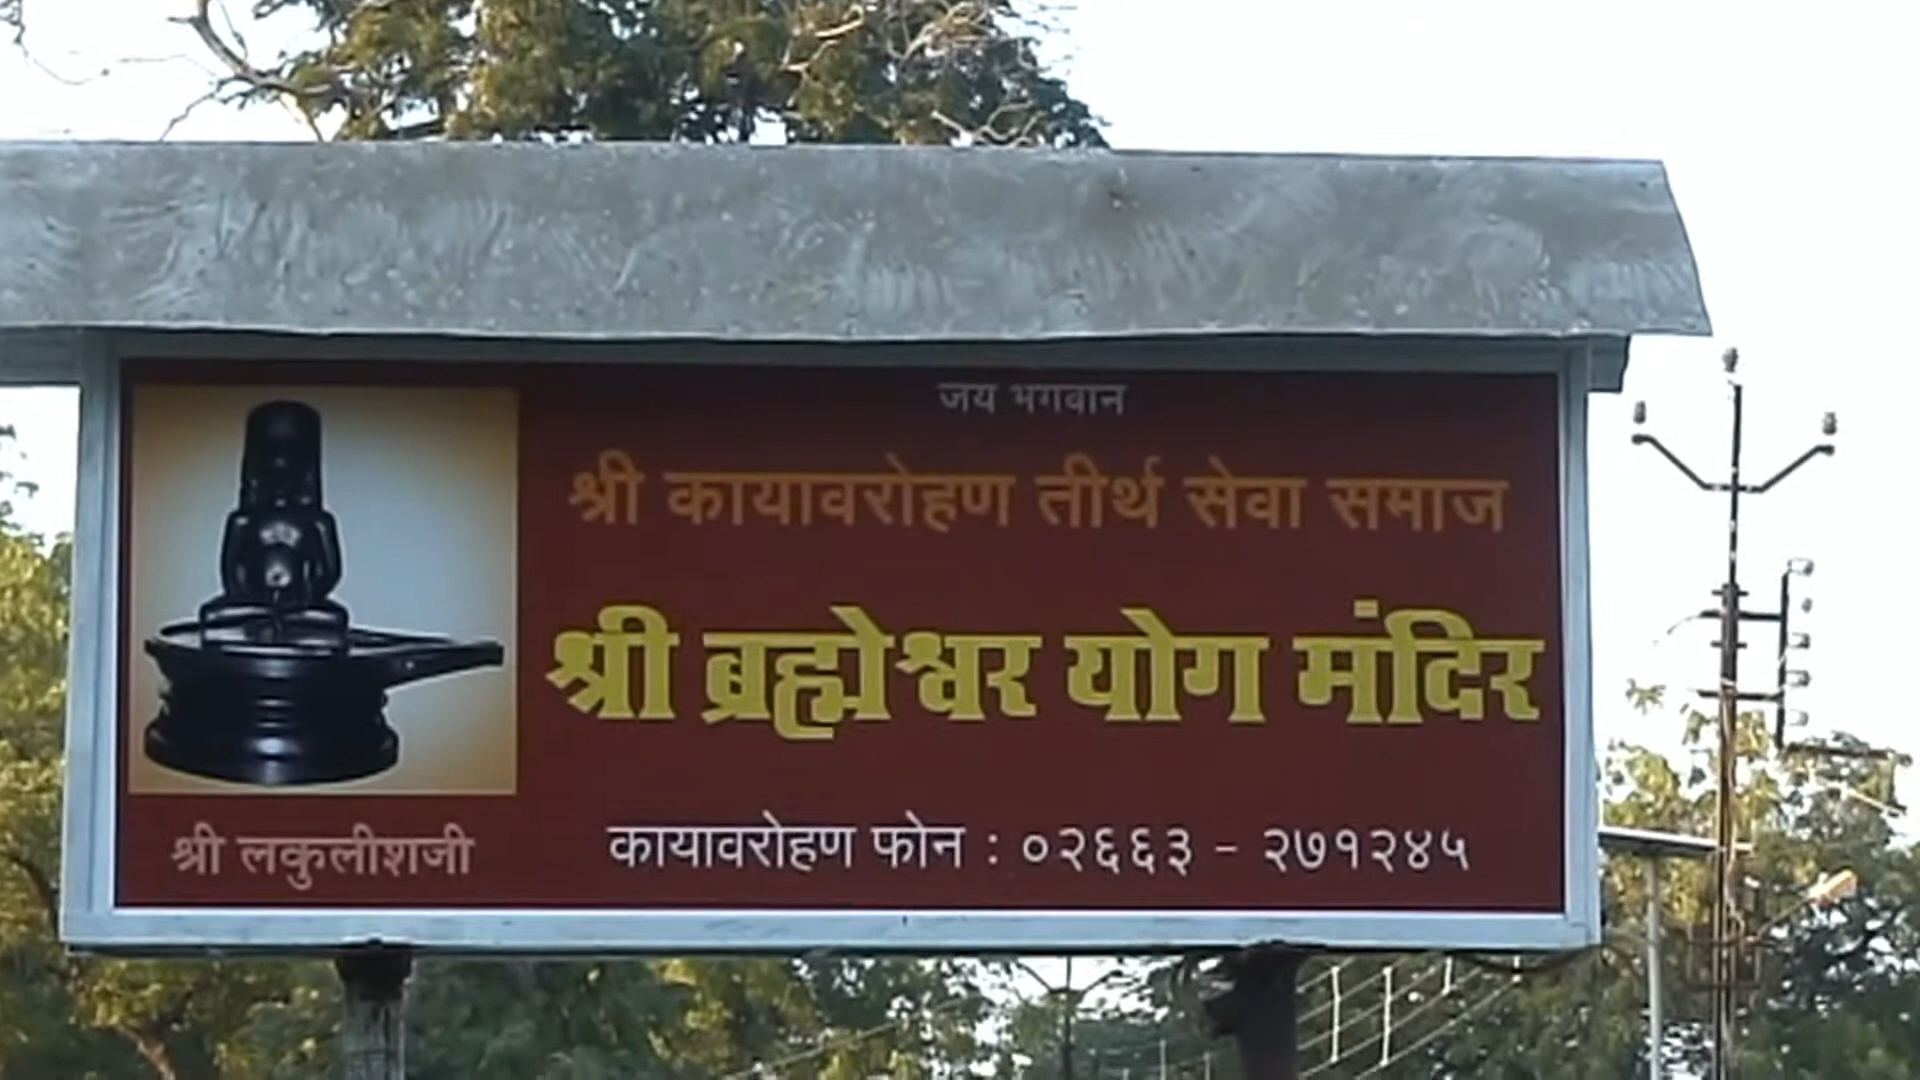 जय भगवान
श्री कायावरोहण तीर्थ सेवा समाज
श्री ब्रह्मेश्वर योग मंदिर
श्री लकुलीशजी
कायावरोहण फोन : ०२६६३ - २७१२४५